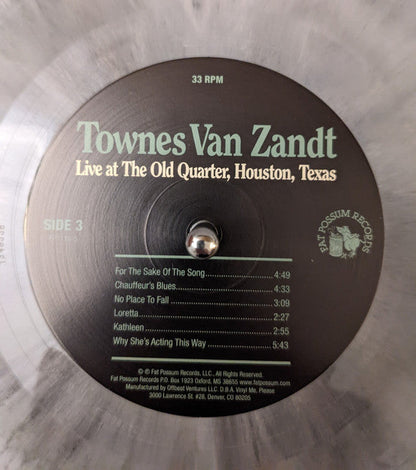 33 RPM
Townes Van Zandt
Live at The Old Quarter, Houston, Texas
SIDE 3
FAT POSSUM RECORDS
For The Sake Of The Song 4:49
Chauffeur's Blues 4:33
No Place To Fall 3:09
Loretta 2:27
Kathleen 2:55
Why She's Acting This Way 5:43
© ℗ Fat Possum Records, LLC, All Rights Reserved.
Fat Possum Records P.O. Box 1923 Oxford, MS 38655 www.fatpossum.com
Manufactured by Offbeat Ventures LLC. D.B.A. Vinyl Me, Please
3000 Lawrence St. #28, Denver, CO 80205